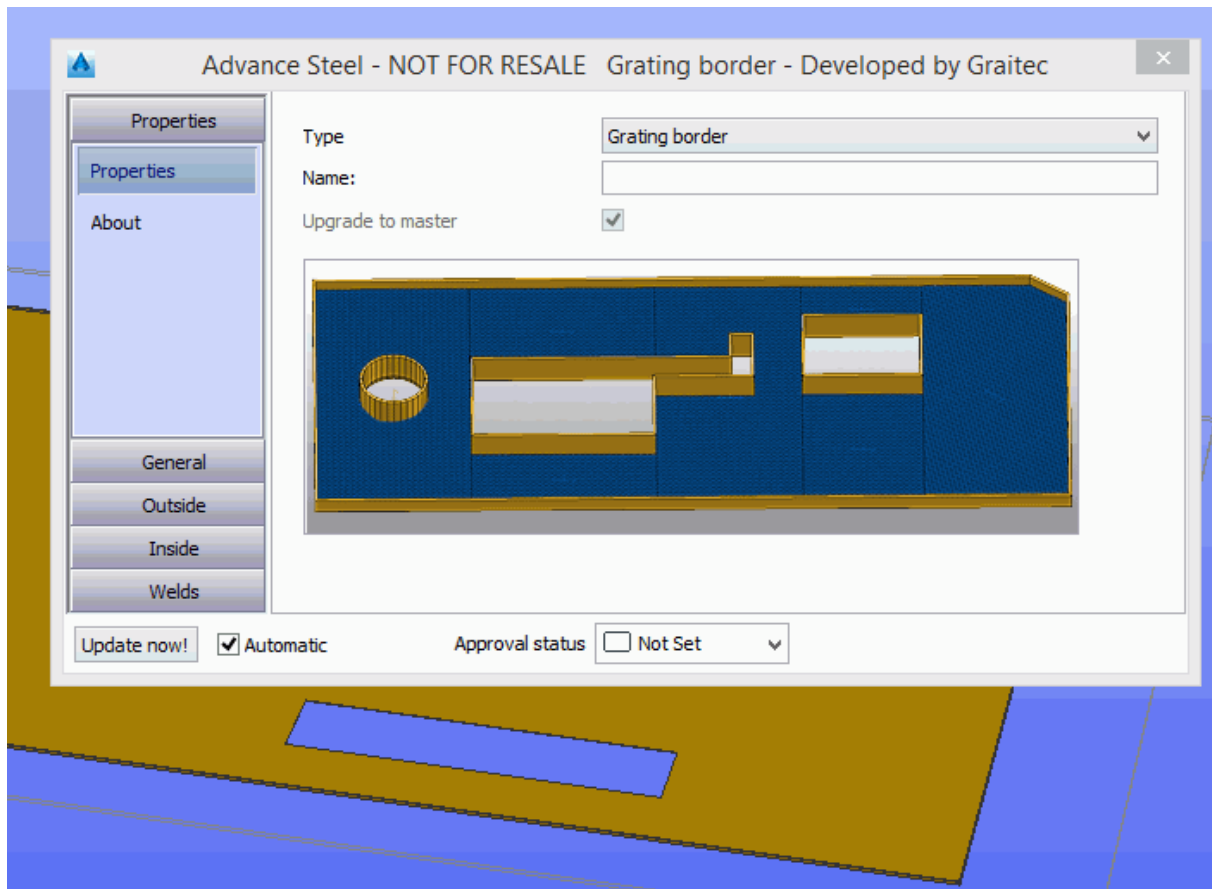 Advance Steel - NOT FOR RESALE Grating border - Developed by Graitec
Properties
Properties
About
General
Outside
Inside
Welds
Type
Grating border
Name:
Upgrade to master
Update now!
Automatic
Approval status
Not Set